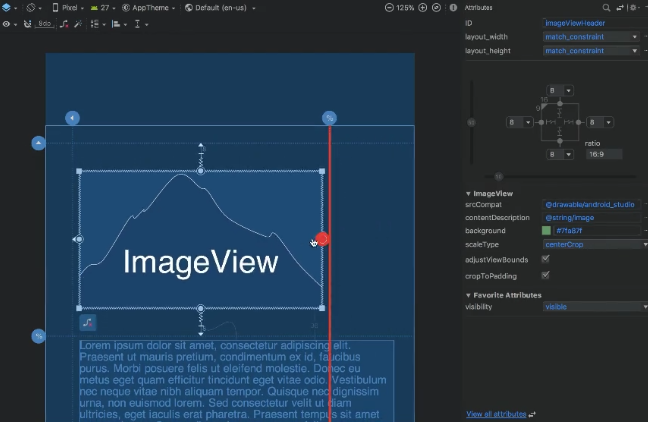 Pixel
27
AppTheme
Default (en-us)
125%
8dp
Attributes
ID
imageViewHeader
layout_width
match_constraint
layout_height
match_constraint
8
8
8
8
ratio
16:9
50
ImageView
srcCompat
@drawable/android_studio
contentDescription
@string/image
background
#7fa87f
scaleType
centerCrop
adjustViewBounds
cropToPadding
Favorite Attributes
visibility
visible
View all attributes
%
ImageView
%
Lorem ipsum dolor sit amet, consectetur adipiscing elit.
Praesent ut mauris pretium, condimentum ex id, faucibus
purus. Morbi posuere felis ut eleifend molestie. Donec eu
metus eget quam efficitur tincidunt eget vitae odio. Vestibulum
nec neque vitae nibh aliquam tempor. Quisque nec dignissim
urna, non euismod lorem. Sed consectetur velit ut diam
ultricies, eget iaculis erat pharetra. Praesent tempus sit amet